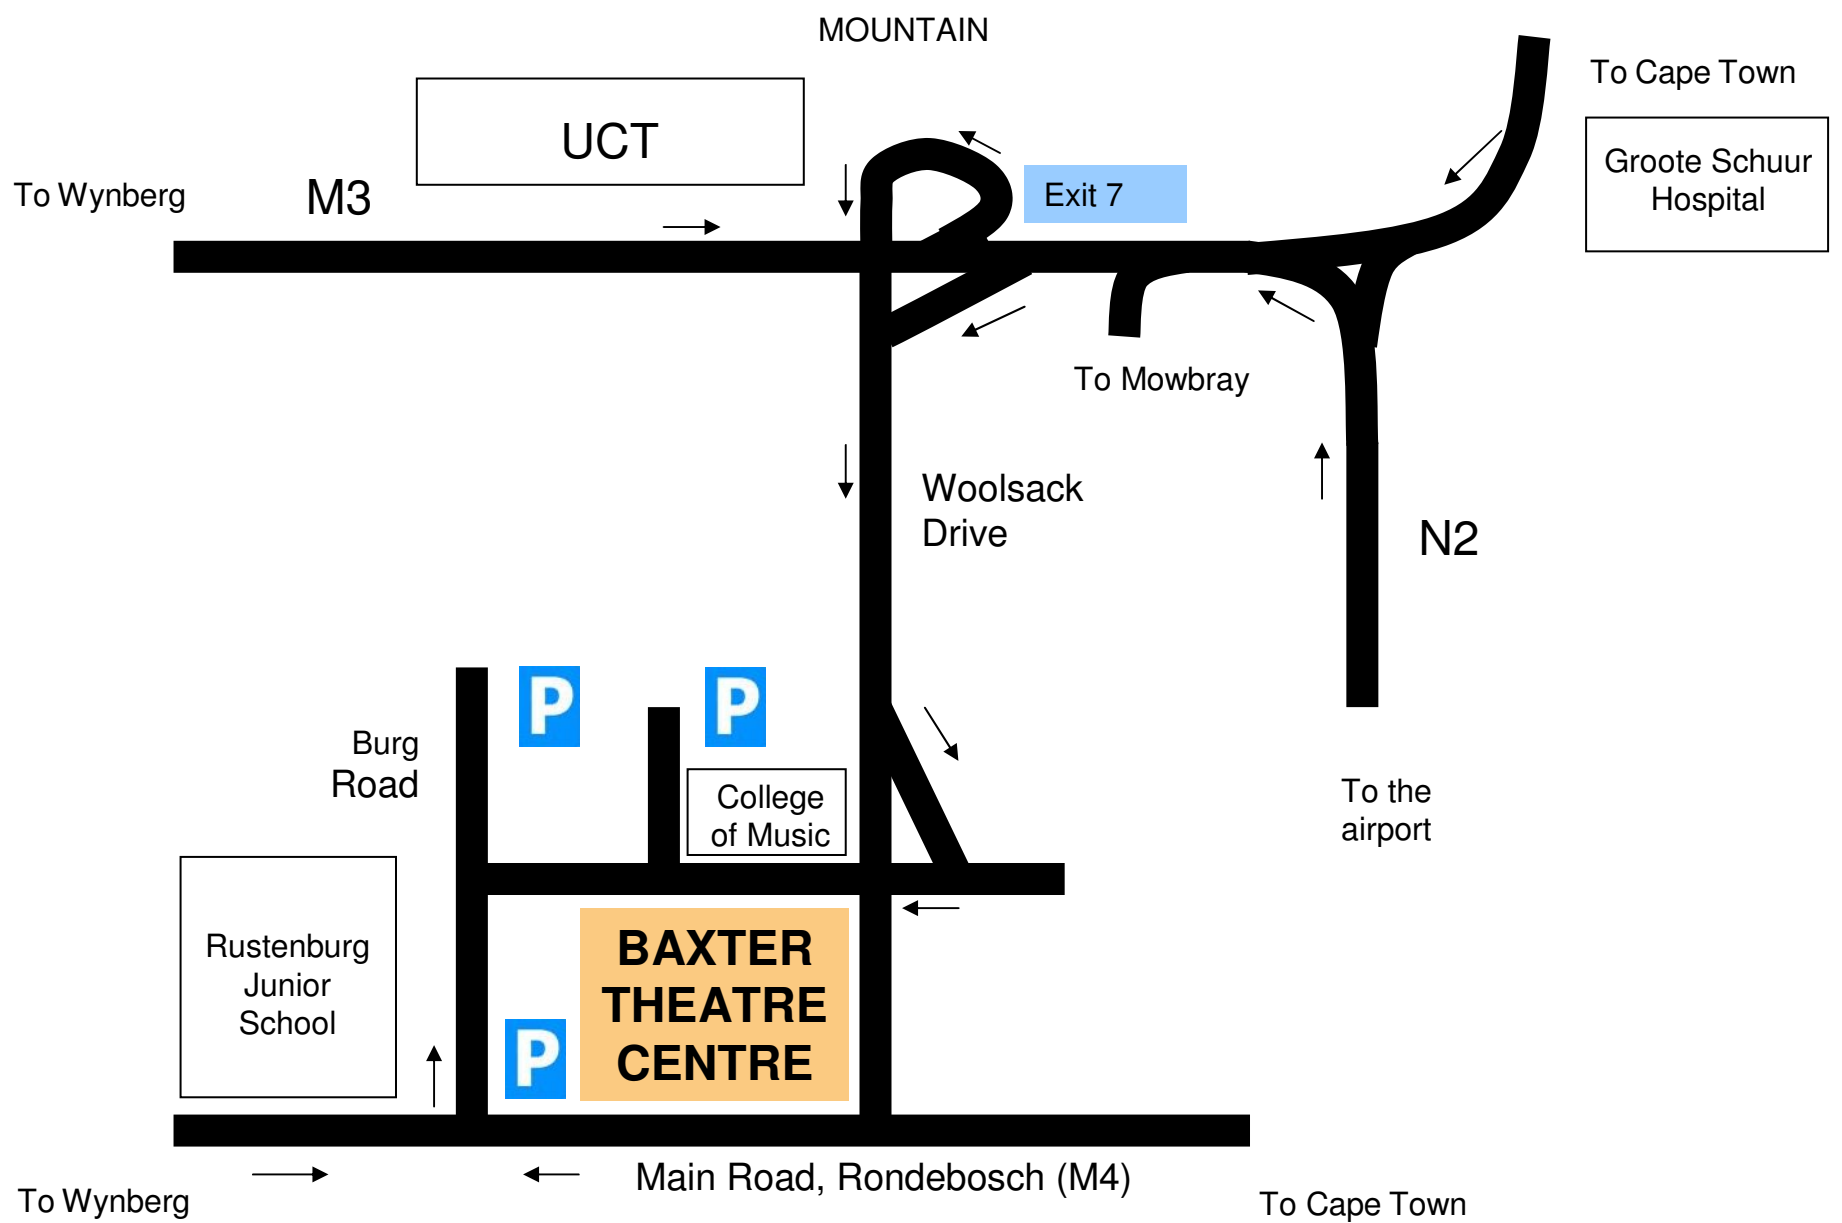 MOUNTAIN
To Cape Town
UCT
Groote Schuur
Hospital
To Wynberg
M3
Exit 7
To Mowbray
Woolsack
Drive
N2
P
P
Burg
Road
College
of Music
To the
airport
Rustenburg
Junior
School
BAXTER
THEATRE
CENTRE
P
Main Road, Rondebosch (M4)
To Wynberg
To Cape Town